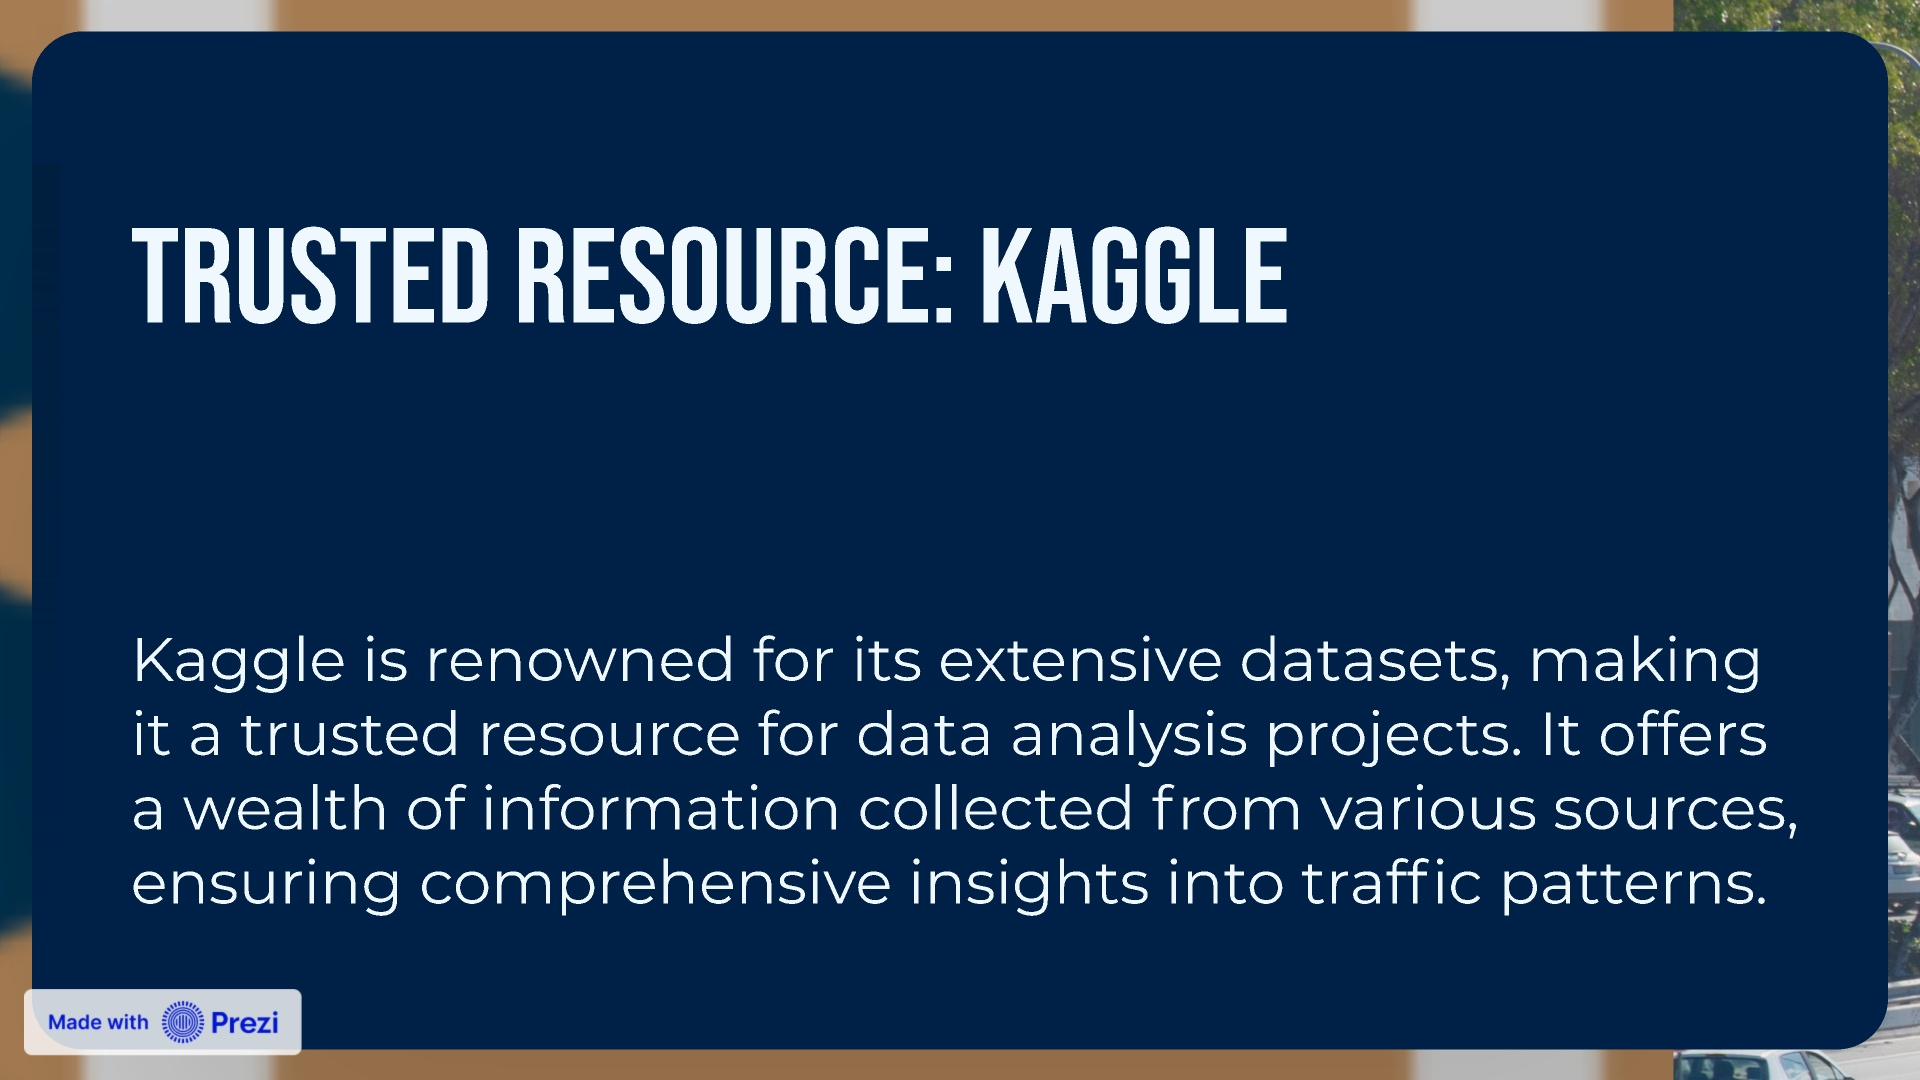 TRUSTED RESOURCE: KAGGLE
Kaggle is renowned for its extensive datasets, making
it a trusted resource for data analysis projects. It offers
a wealth of information collected from various sources,
ensuring comprehensive insights into traffic patterns.
Made with Prezi